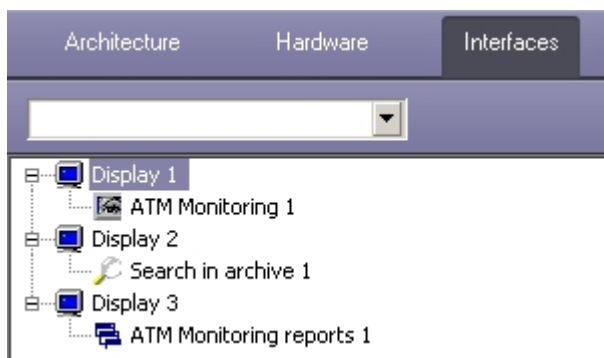 Architecture Hardware Interfaces
Display 1
ATM Monitoring 1
Display 2
Search in archive 1
Display 3
ATM Monitoring reports 1